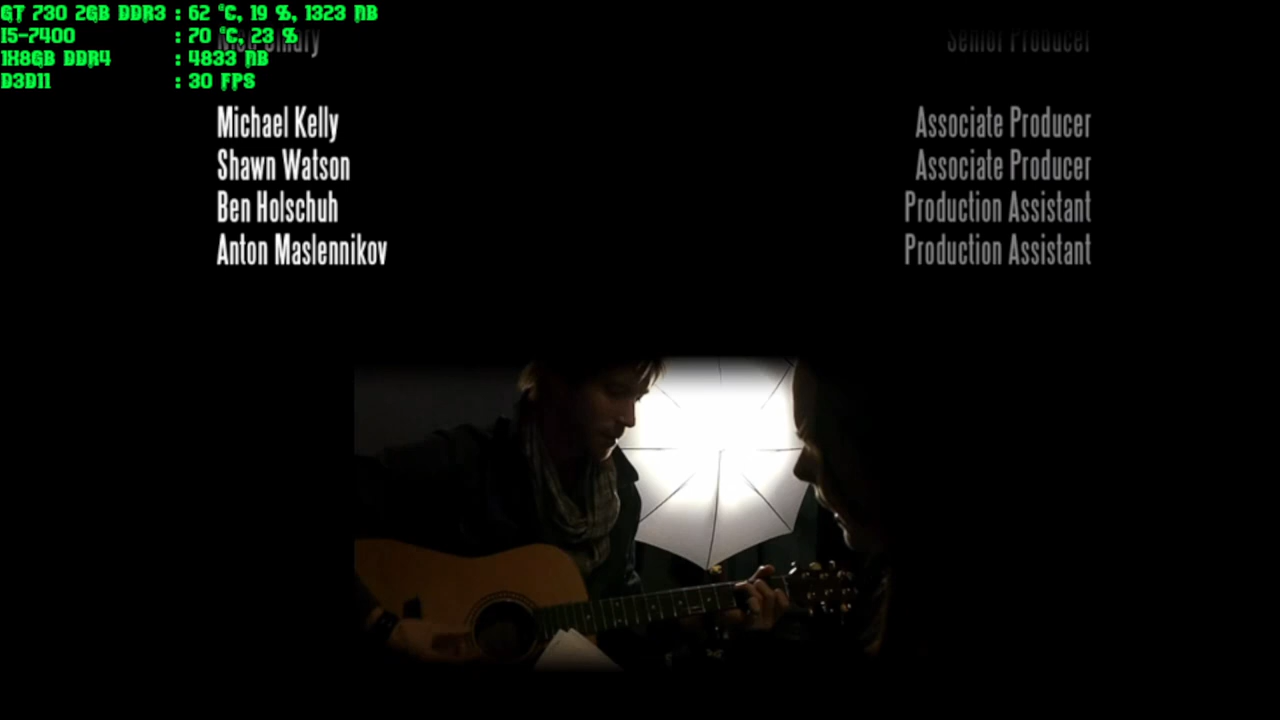 GT 730 2GB DDR3 : 62 °C, 19 %, 1323 MB
I5-7400 : 70 °C, 23 %
1X8GB DDR4 : 4833 MB
D3D11 : 30 FPS
Senior Producer
Michael Kelly Associate Producer
Shawn Watson Associate Producer
Ben Holschuh Production Assistant
Anton Maslennikov Production Assistant